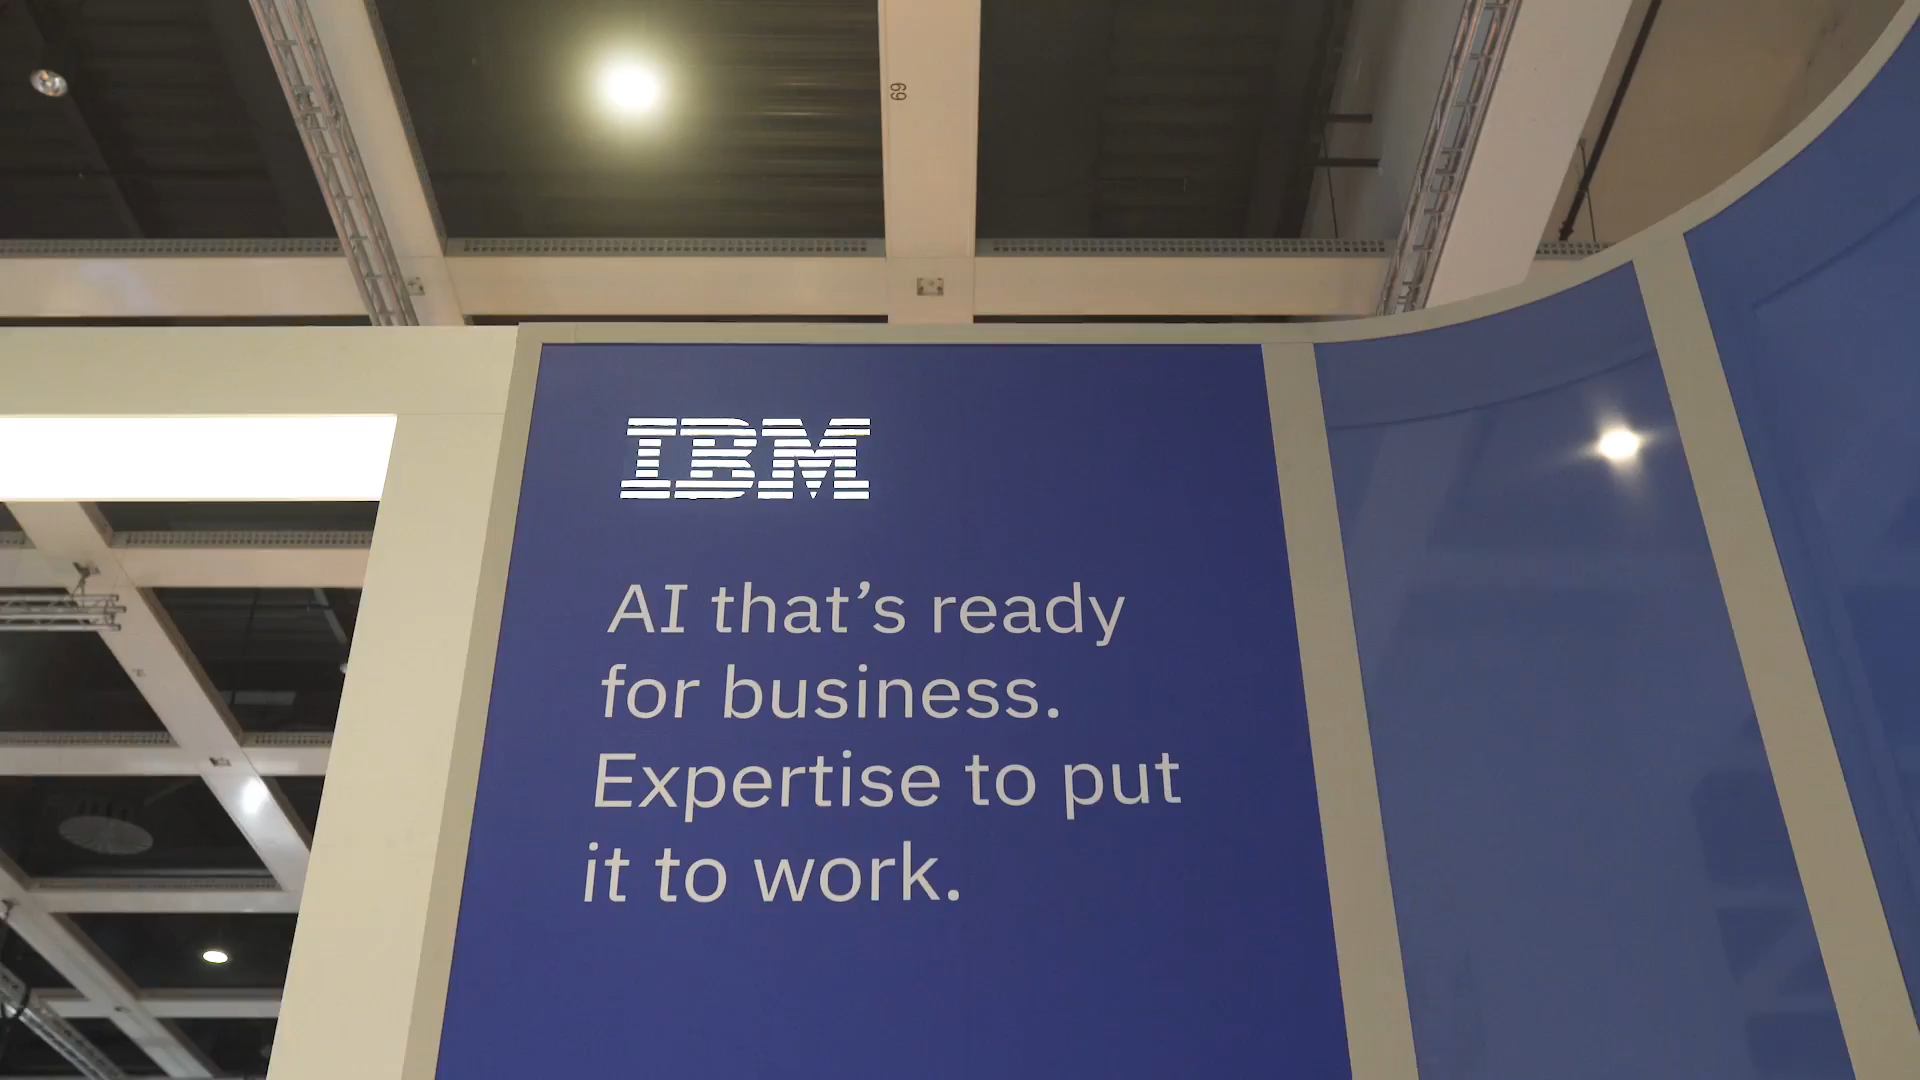 69
IBM
AI that’s ready
for business.
Expertise to put
it to work.